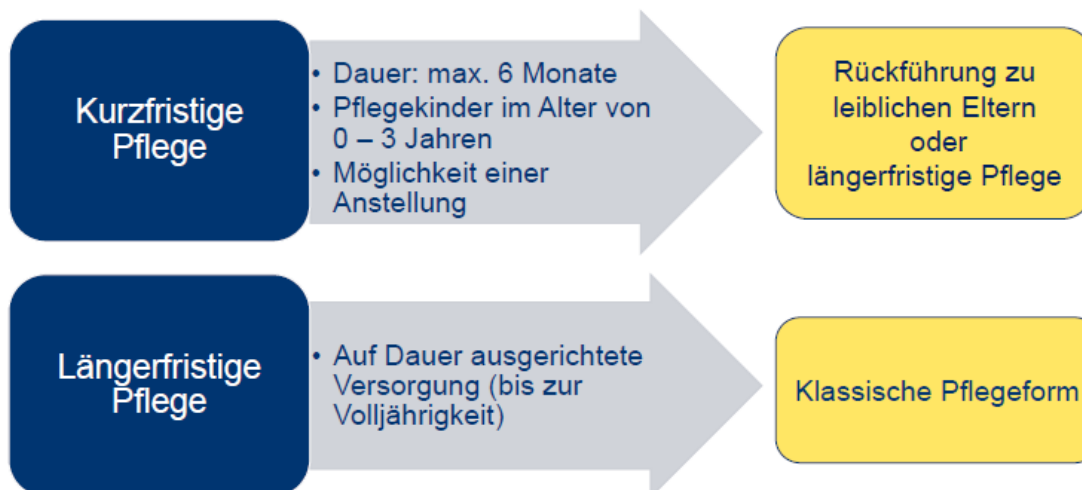 Kurzfristige
Pflege
• Dauer: max. 6 Monate
• Pflegekinder im Alter von
0 – 3 Jahren
• Möglichkeit einer
Anstellung
Rückführung zu
leiblichen Eltern
oder
längerfristige Pflege
Längerfristige
Pflege
• Auf Dauer ausgerichtete
Versorgung (bis zur
Volljährigkeit)
Klassische Pflegeform